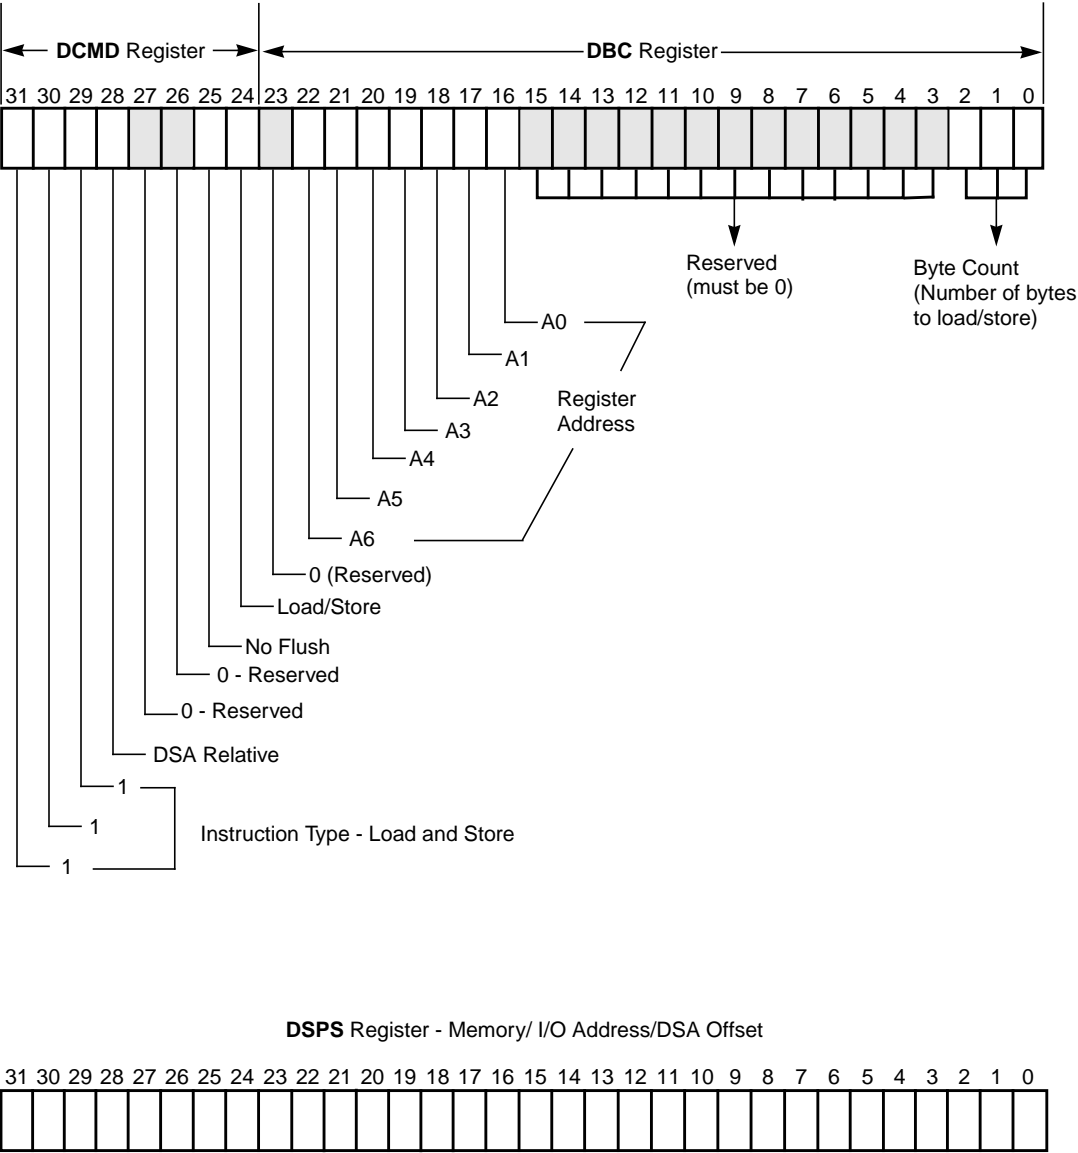 DCMD Register
DBC Register
31 30 29 28 27 26 25 24 23 22 21 20 19 18 17 16 15 14 13 12 11 10 9 8 7 6 5 4 3 2 1 0
Reserved
(must be 0)
Byte Count
(Number of bytes
to load/store)
A0
A1
A2
Register
Address
A3
A4
A5
A6
0 (Reserved)
Load/Store
No Flush
0 - Reserved
0 - Reserved
DSA Relative
1
1
Instruction Type - Load and Store
1
DSPS Register - Memory/ I/O Address/DSA Offset
31 30 29 28 27 26 25 24 23 22 21 20 19 18 17 16 15 14 13 12 11 10 9 8 7 6 5 4 3 2 1 0